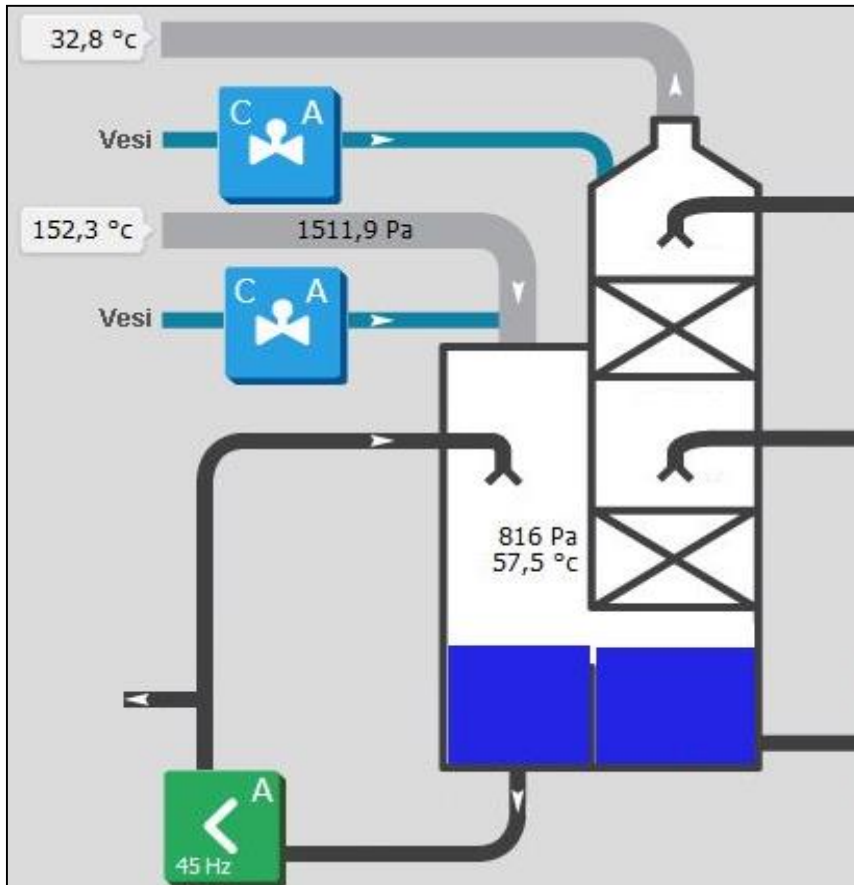 32,8 °c
C A
Vesi
152,3 °c
1511,9 Pa
C A
Vesi
816 Pa
57,5 °c
A
45 Hz